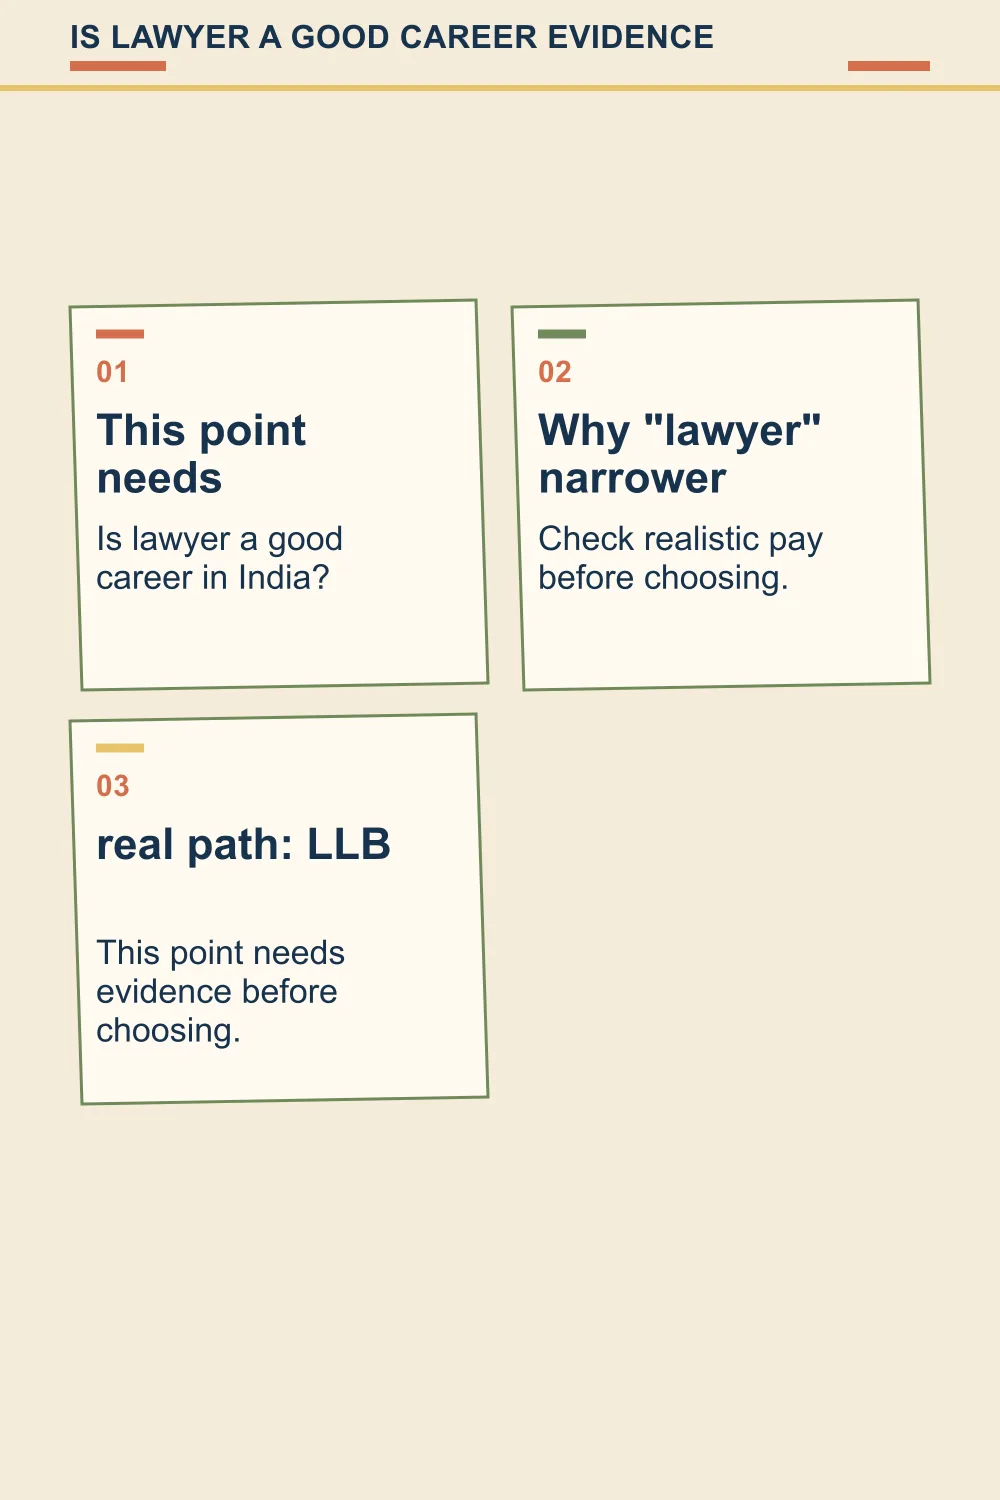 IS LAWYER A GOOD CAREER EVIDENCE
01
This point
needs
Is lawyer a good
career in India?
02
Why "lawyer"
narrower
Check realistic pay
before choosing.
03
real path: LLB
This point needs
evidence before
choosing.